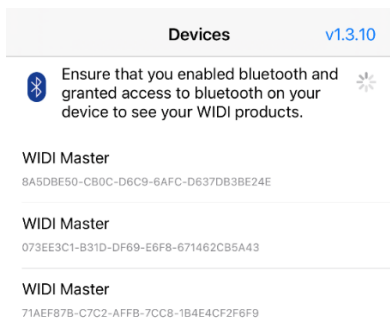 Devices v1.3.10
Ensure that you enabled bluetooth and
granted access to bluetooth on your
device to see your WIDI products.
WIDI Master
8A5DBE50-CB0C-D6C9-6AFC-D637DB3BE24E
WIDI Master
073EE3C1-B31D-DF69-E6F8-671462CB5A43
WIDI Master
71AEF87B-C7C2-AFFB-7CC8-1B4E4CF2F6F9